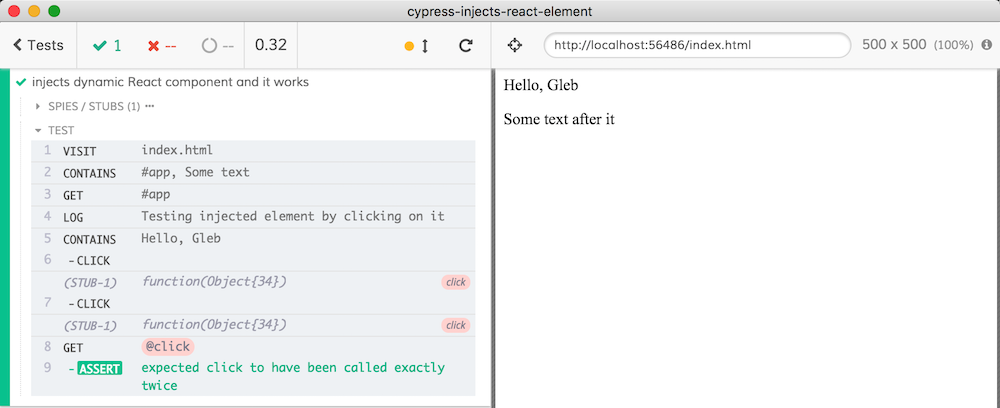 cypress-injects-react-element
Tests 1 -- -- 0.32 http://localhost:56486/index.html 500 x 500 (100%)
injects dynamic React component and it works
SPIES / STUBS (1) •••
TEST
1 VISIT index.html
2 CONTAINS #app, Some text
3 GET #app
4 LOG Testing injected element by clicking on it
5 CONTAINS Hello, Gleb
6 -CLICK
(STUB-1) function(Object{34}) click
7 -CLICK
(STUB-1) function(Object{34}) click
8 GET @click
9 -ASSERT expected click to have been called exactly
twice
Hello, Gleb
Some text after it